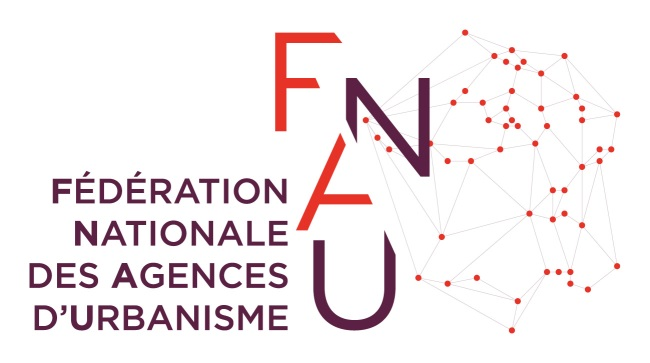 FNAU
FÉDÉRATION
NATIONALE
DES AGENCES
D'URBANISME